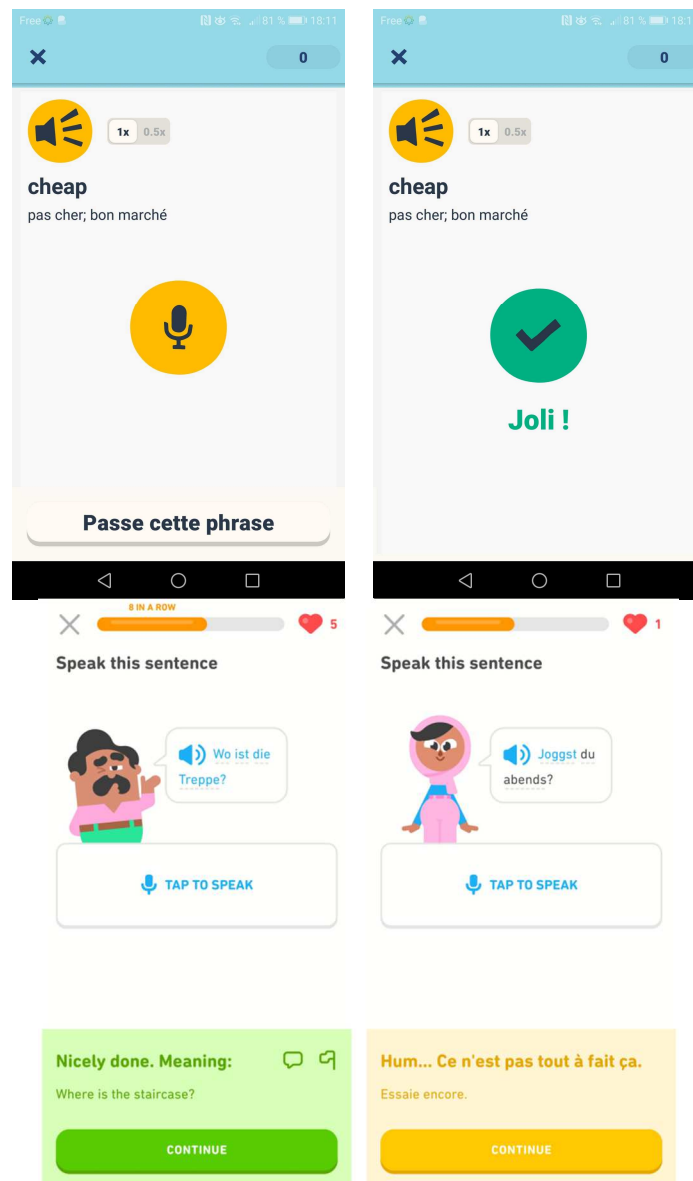 Free 81 % 18:11
0
1x 0.5x
cheap
pas cher; bon marché
Passe cette phrase
Free 81 % 18:1
0
1x 0.5x
cheap
pas cher; bon marché
Joli !
8 IN A ROW
5
Speak this sentence
Wo ist die
Treppe?
TAP TO SPEAK
Nicely done. Meaning:
Where is the staircase?
CONTINUE
1
Speak this sentence
Joggst du
abends?
TAP TO SPEAK
Hum... Ce n'est pas tout à fait ça.
Essaie encore.
CONTINUE